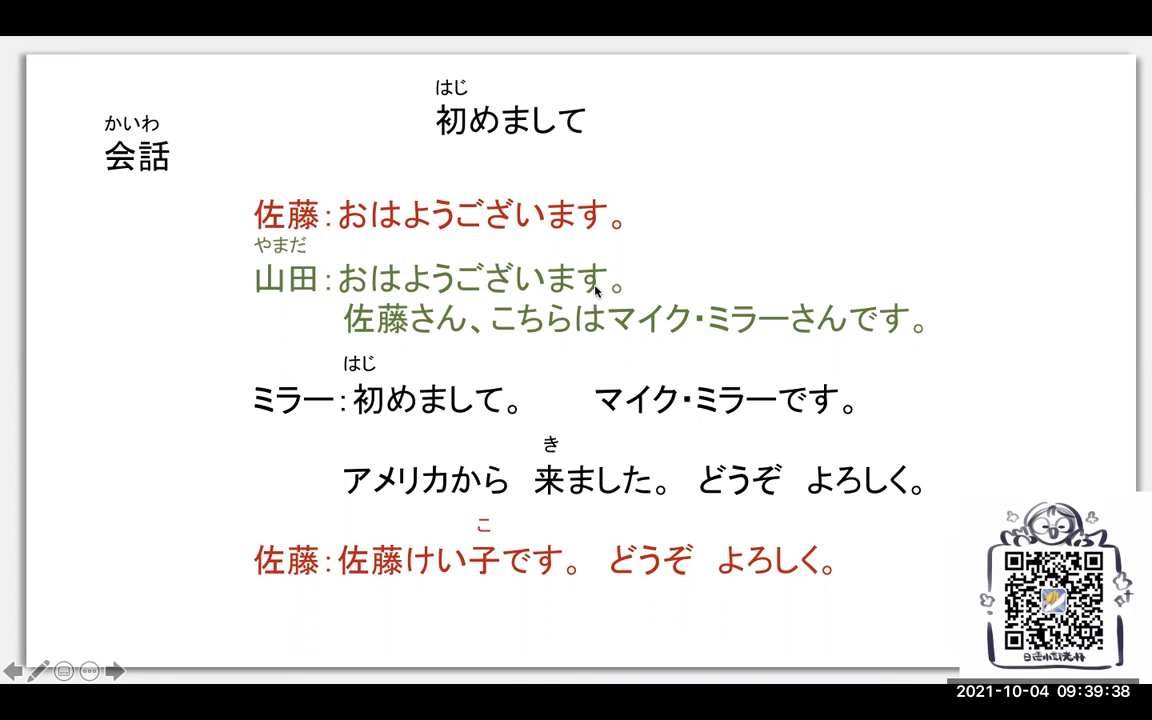 はじ
初めまして
かいわ
会話
佐藤：おはようございます。
やまだ
山田：おはようございます。
佐藤さん、こちらはマイク・ミラーさんです。
はじ
ミラー：初めまして。　マイク・ミラーです。
き
アメリカから　来ました。　どうぞ　よろしく。
こ
佐藤：佐藤けい子です。　どうぞ　よろしく。
2021-10-04 09:39:38